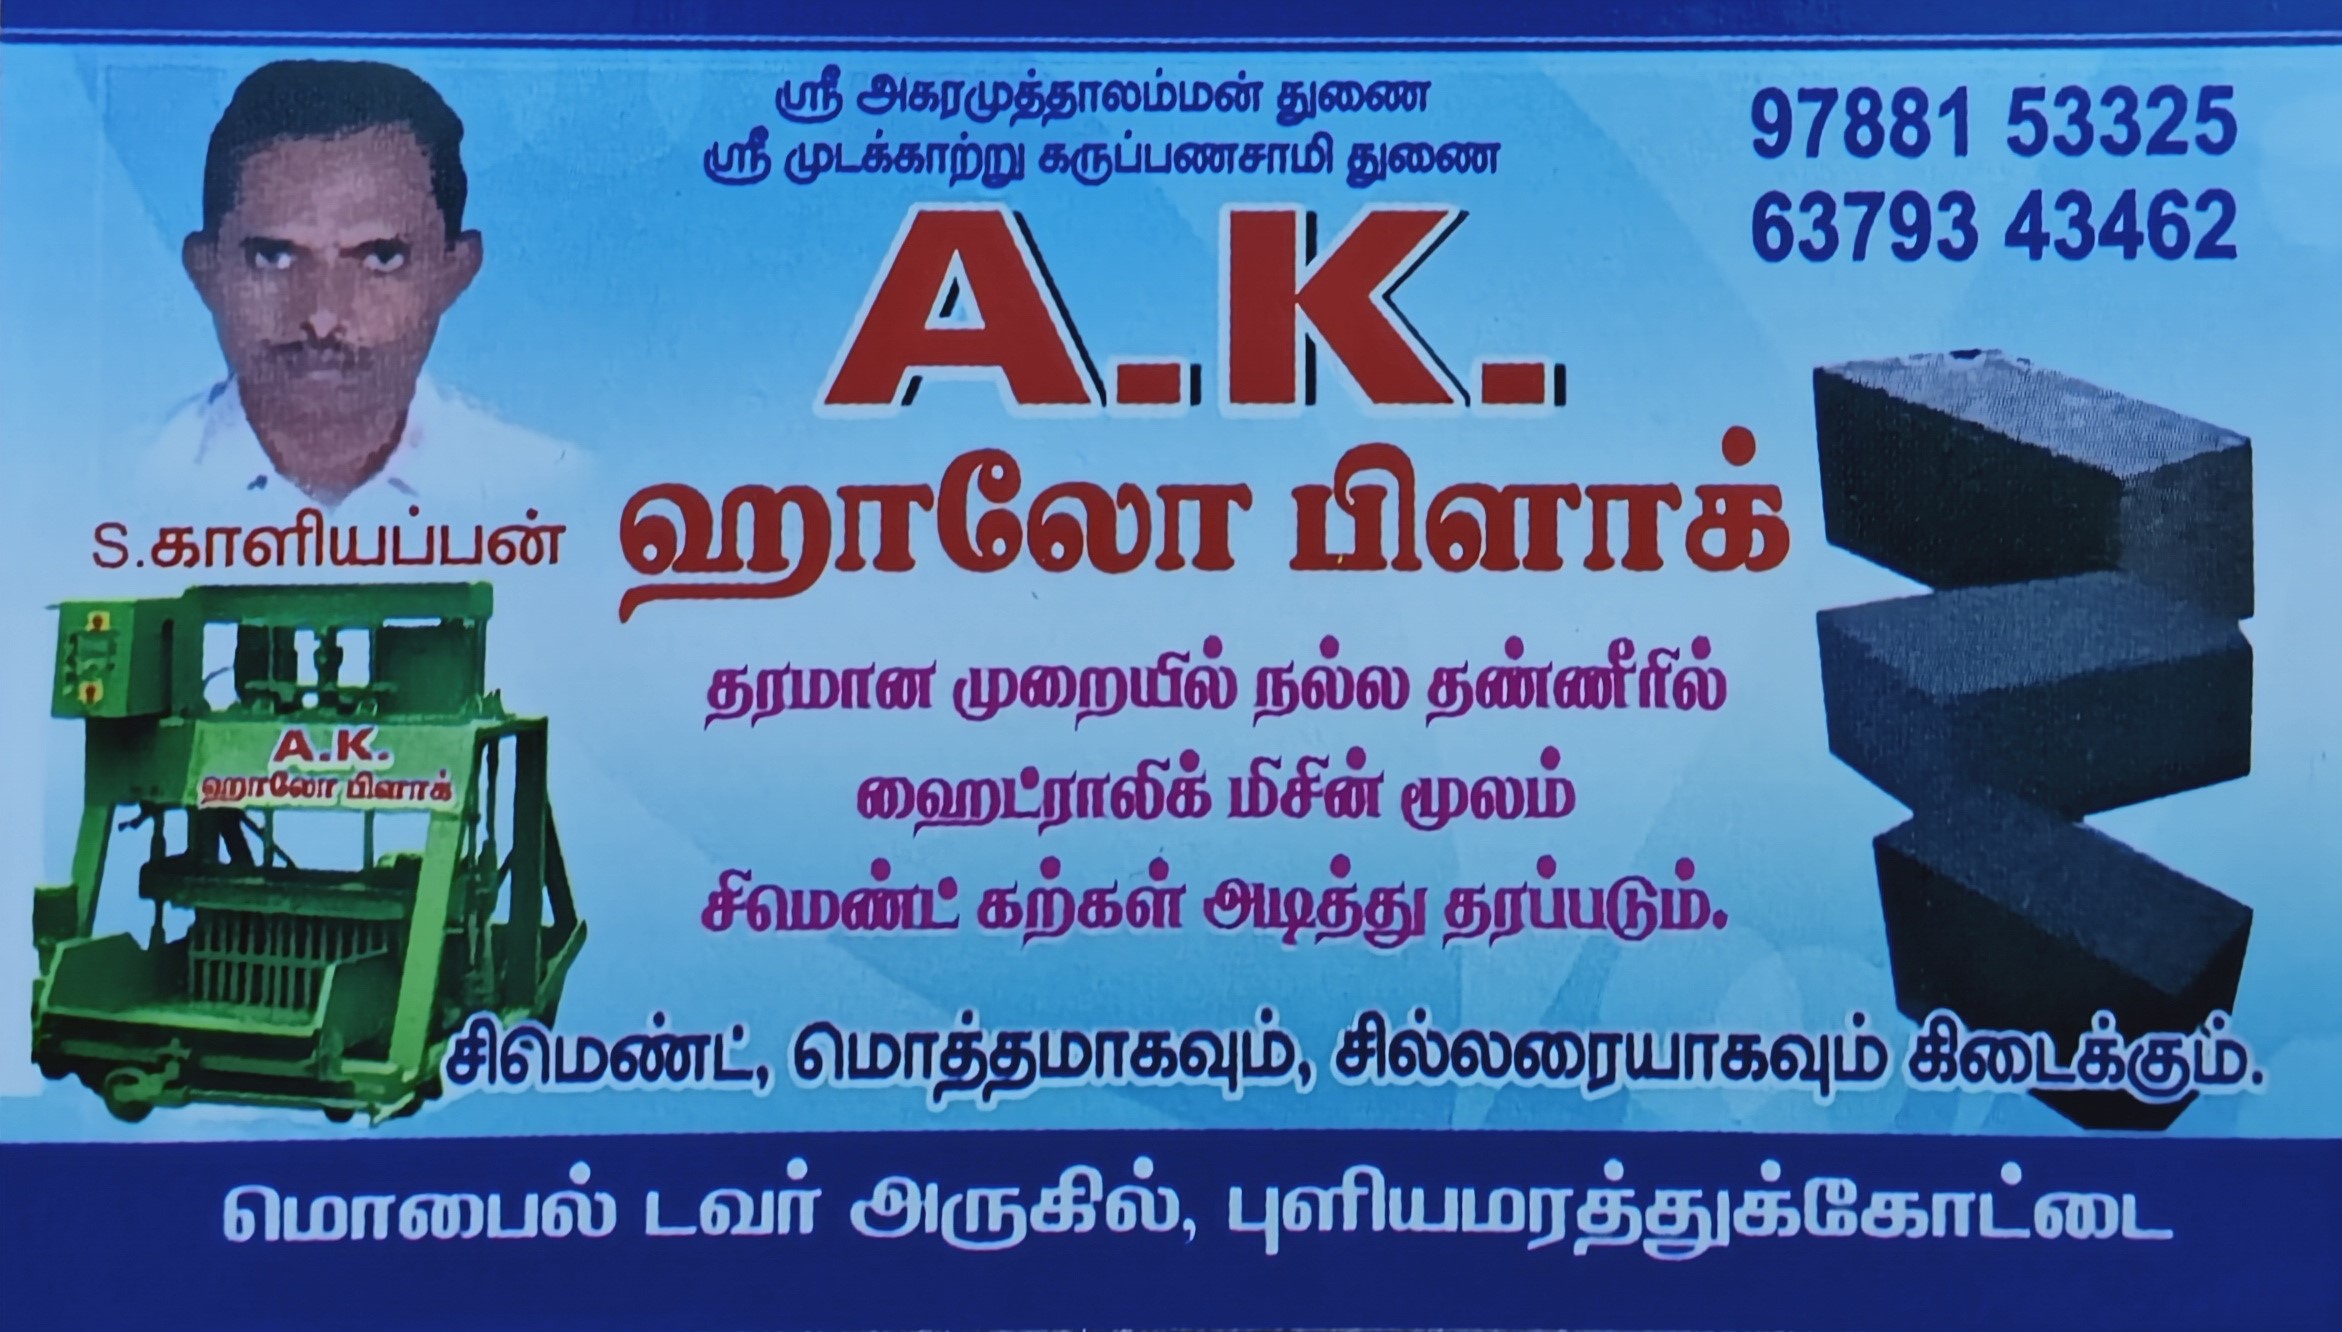 ஸ்ரீ அகரமுத்தாலம்மன் துணை
ஸ்ரீ முடக்காற்று கருப்பணசாமி துணை
97881 53325
63793 43462
A.K.
ஹாலோ பிளாக்
S.காளியப்பன்
தரமான முறையில் நல்ல தண்ணீரில்
ஹைட்ராலிக் மிசின் மூலம்
சிமெண்ட் கற்கள் அடித்து தரப்படும்.
A.K.
ஹாலோ பிளாக்
சிமெண்ட், மொத்தமாகவும், சில்லரையாகவும் கிடைக்கும்.
மொபைல் டவர் அருகில், புளியமரத்துக்கோட்டை